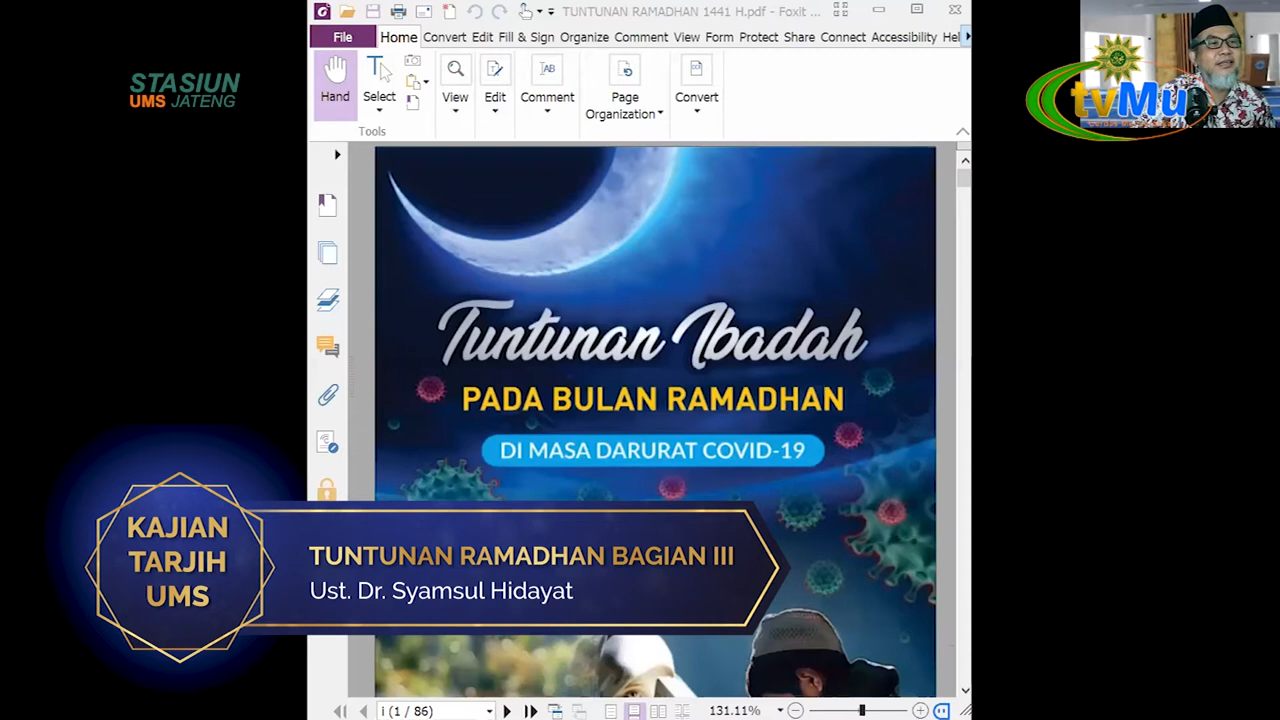 TUNTUNAN RAMADHAN 1441 H.pdf - Foxit ...
File Home Convert Edit Fill & Sign Organize Comment View Form Protect Share Connect Accessibility Hel
Hand Select View Edit Comment Page Organization Convert
Tools
STASIUN
UMS JATENG
tvMu
Tuntunan Ibadah
PADA BULAN RAMADHAN
DI MASA DARURAT COVID-19
KAJIAN
TARJIH
UMS
TUNTUNAN RAMADHAN BAGIAN III
Ust. Dr. Syamsul Hidayat
i (1 / 86)
131.11%